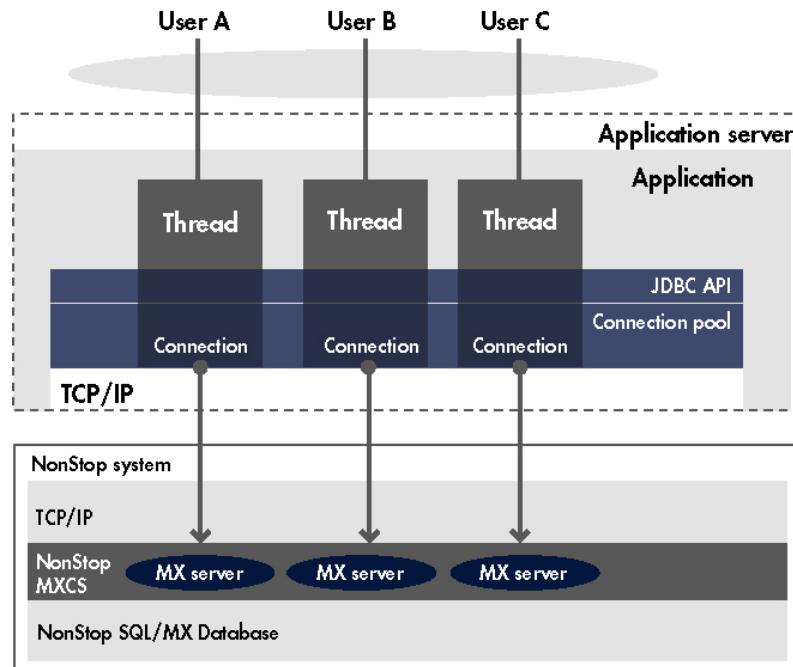 User A
User B
User C
Application server
Application
Thread
Thread
Thread
JDBC API
Connection pool
Connection
Connection
Connection
TCP/IP
NonStop system
TCP/IP
NonStop
MXCS
MX server
MX server
MX server
NonStop SQL/MX Database